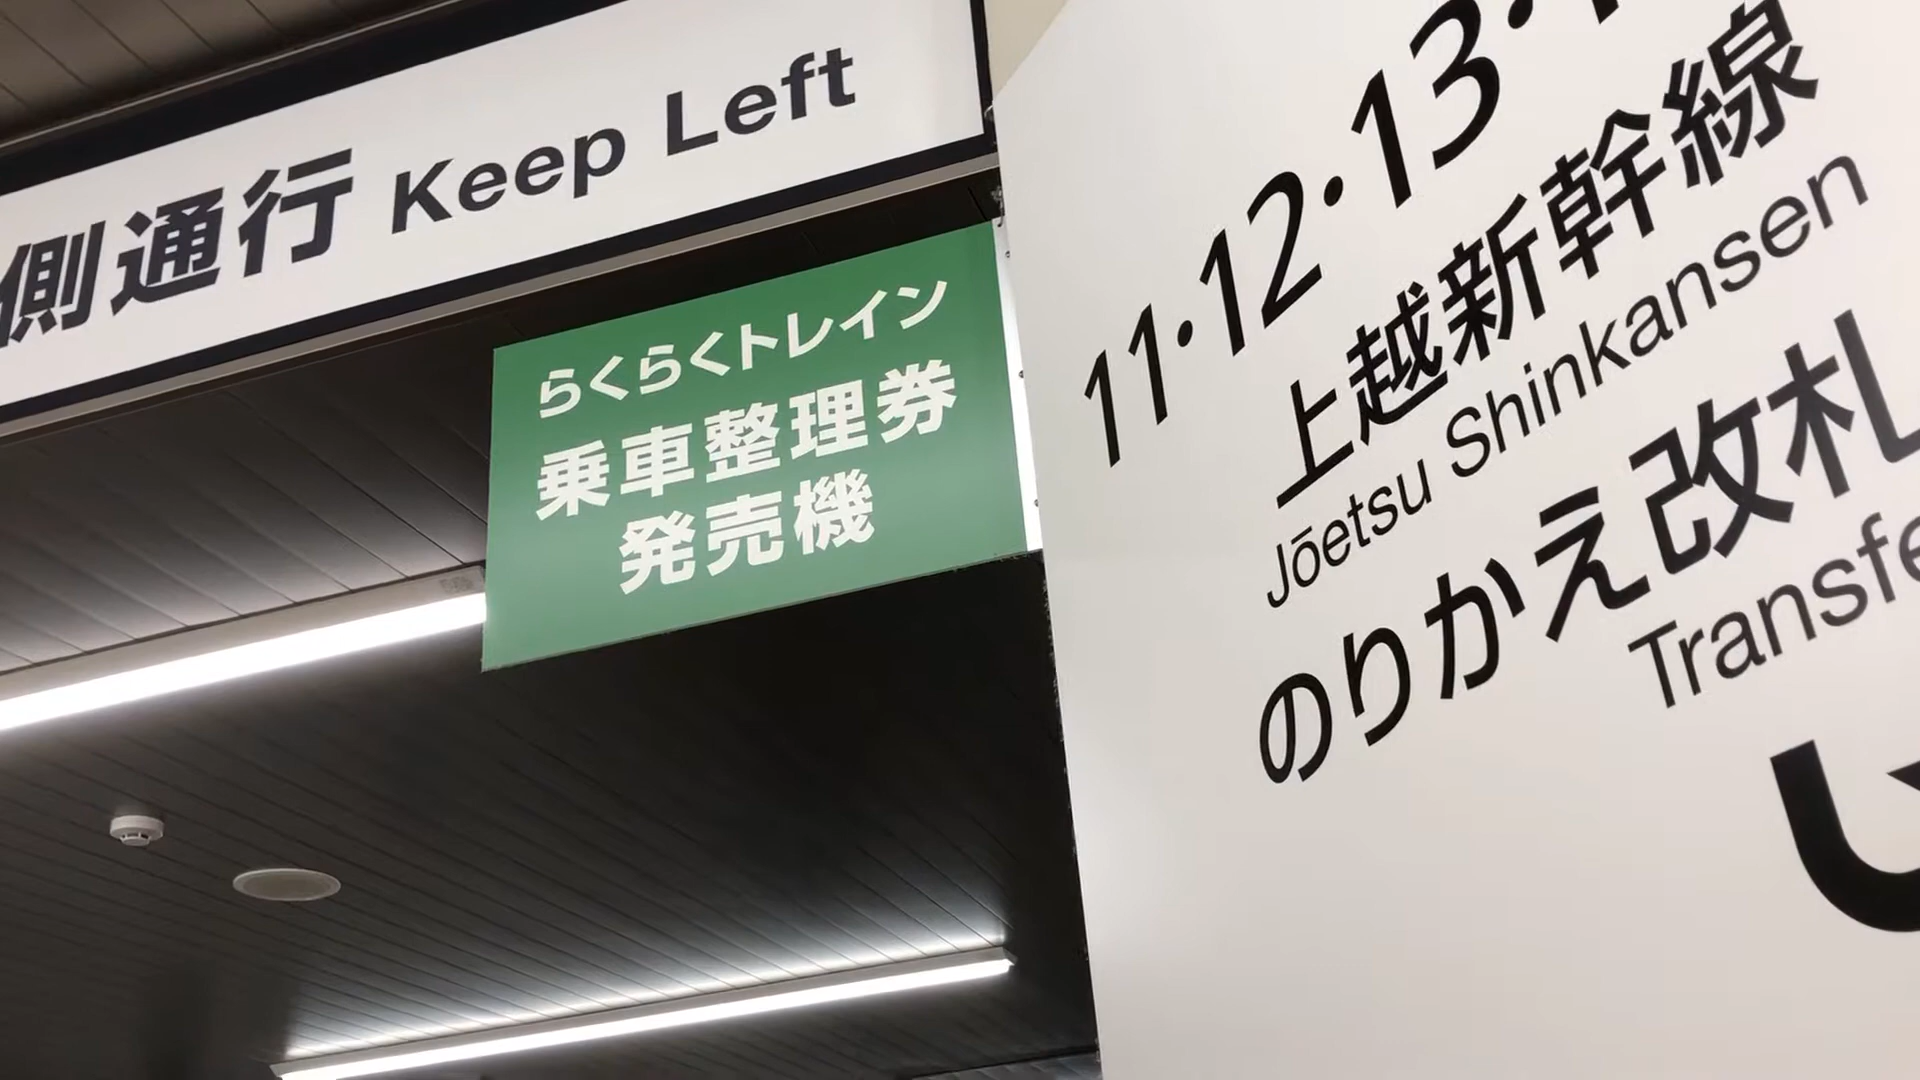 側通行 Keep Left
らくらくトレイン
乗車整理券
発売機
11・12・13・
上越新幹線
Jōetsu Shinkansen
のりかえ改札